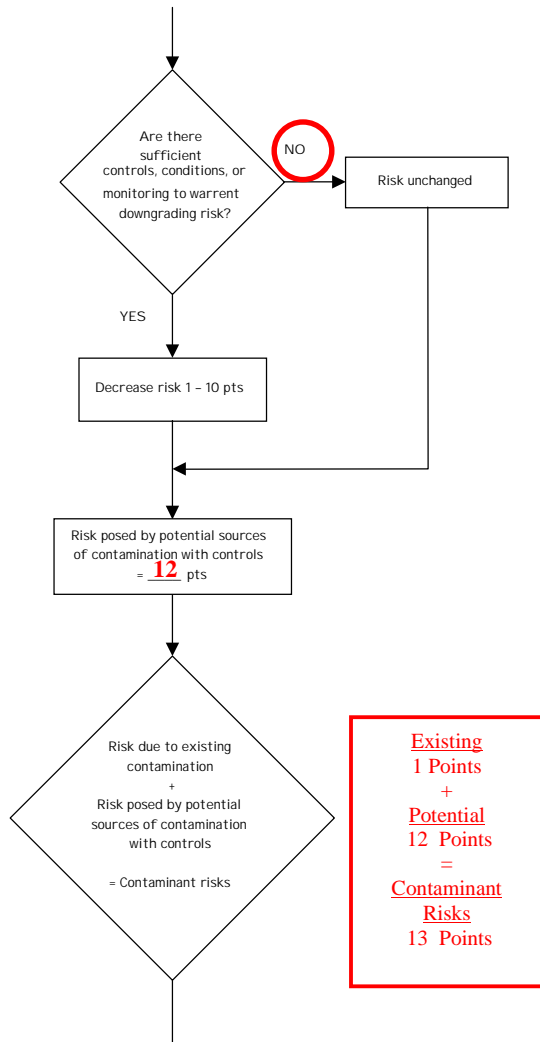 Are there
sufficient
controls, conditions, or
monitoring to warrent
downgrading risk?
NO
Risk unchanged
YES
Decrease risk 1 – 10 pts
Risk posed by potential sources
of contamination with controls
= 12 pts
Risk due to existing
contamination
+
Risk posed by potential
sources of contamination
with controls
= Contaminant risks
Existing
1 Points
+
Potential
12 Points
=
Contaminant
Risks
13 Points